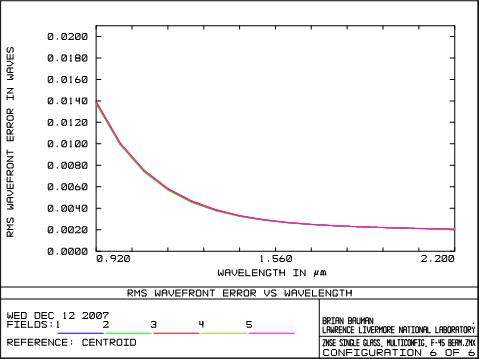 0.0200
0.0180
0.0160
0.0140
0.0120
0.0100
0.0080
0.0060
0.0040
0.0020
0.0000
RMS WAVEFRONT ERROR IN WAVES
0.920 1.560 2.200
WAVELENGTH IN µm
RMS WAVEFRONT ERROR VS WAVELENGTH
WED DEC 12 2007
FIELDS:1 2 3 4 5
REFERENCE: CENTROID
BRIAN BAUMAN
LAWRENCE LIVERMORE NATIONAL LABORATORY
ZNSE SINGLE GLASS, MULTICONFIG, F-45 BEAM.ZMX
CONFIGURATION 6 OF 6